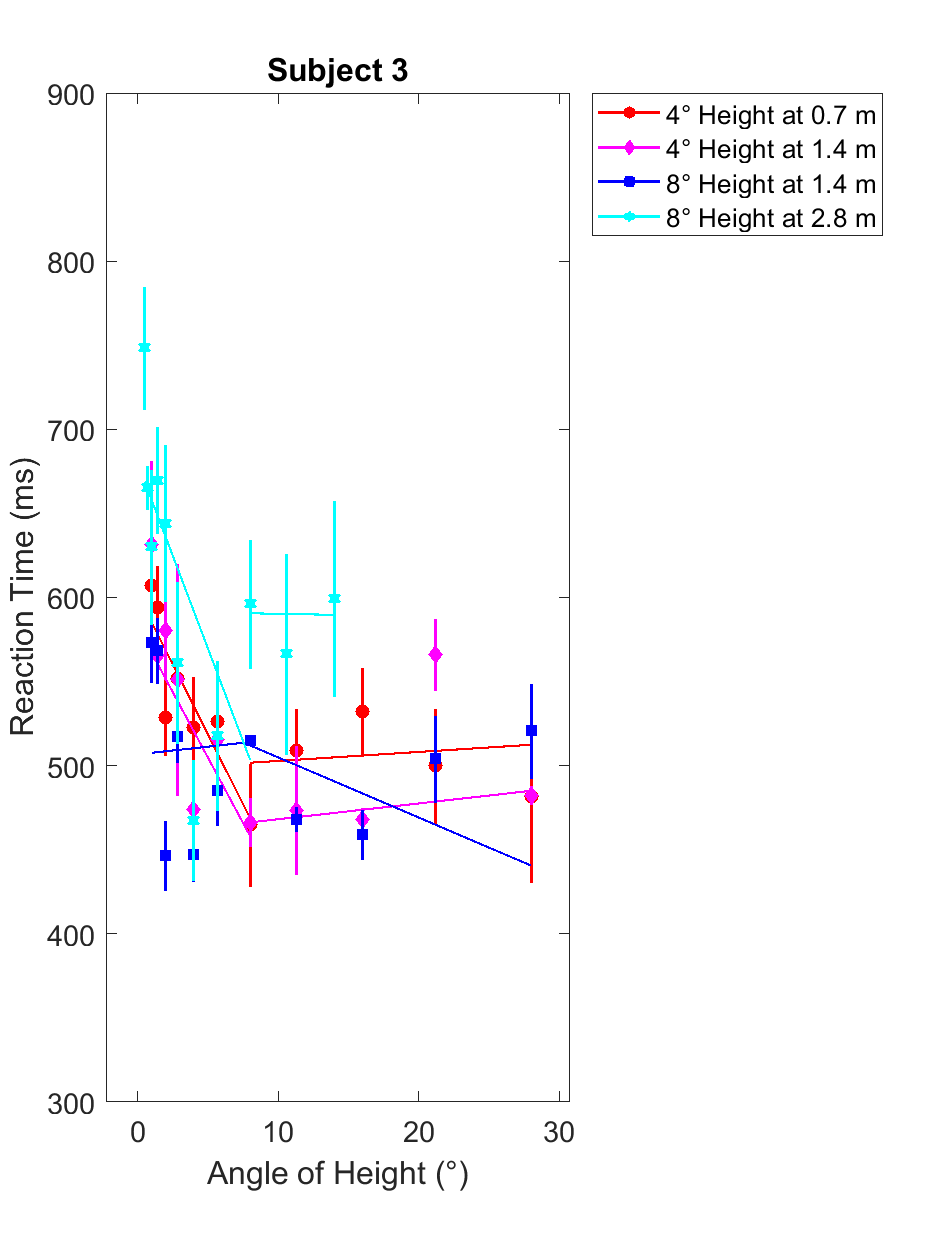 Subject 3
900
800
700
600
500
400
300
0 10 20 30
Reaction Time (ms)
Angle of Height (°)
4° Height at 0.7 m
4° Height at 1.4 m
8° Height at 1.4 m
8° Height at 2.8 m